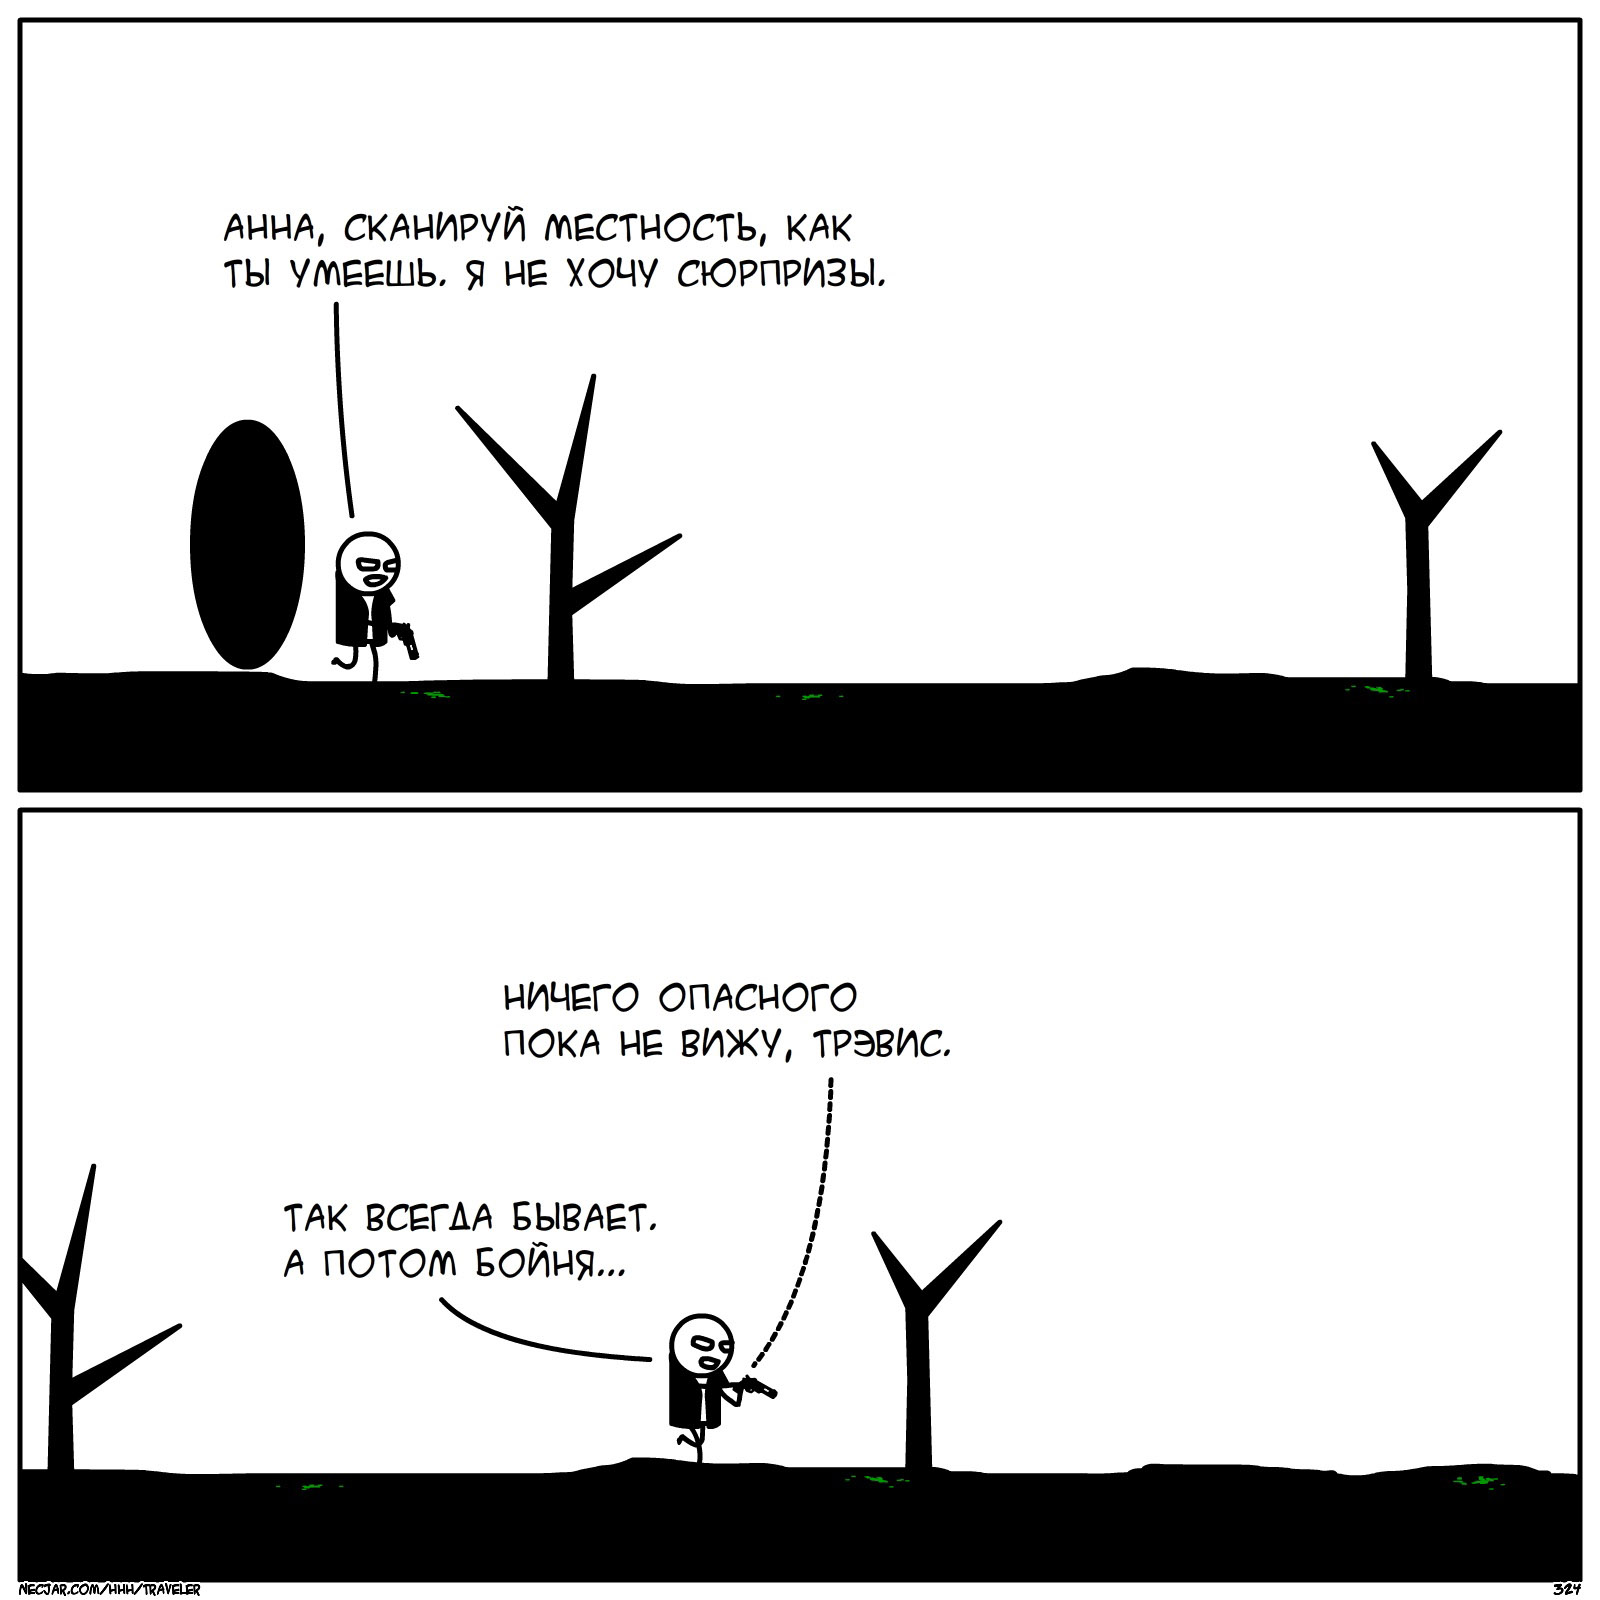 АННА, СКАНИРУЙ МЕСТНОСТЬ, КАК
ТЫ УМЕЕШЬ. Я НЕ ХОЧУ СЮРПРИЗЫ.
НИЧЕГО ОПАСНОГО
ПОКА НЕ ВИЖУ, ТРЭВИС.
ТАК ВСЕГДА БЫВАЕТ.
А ПОТОМ БОЙНЯ...
NECJAR.COM/HHH/TRAVELER
324